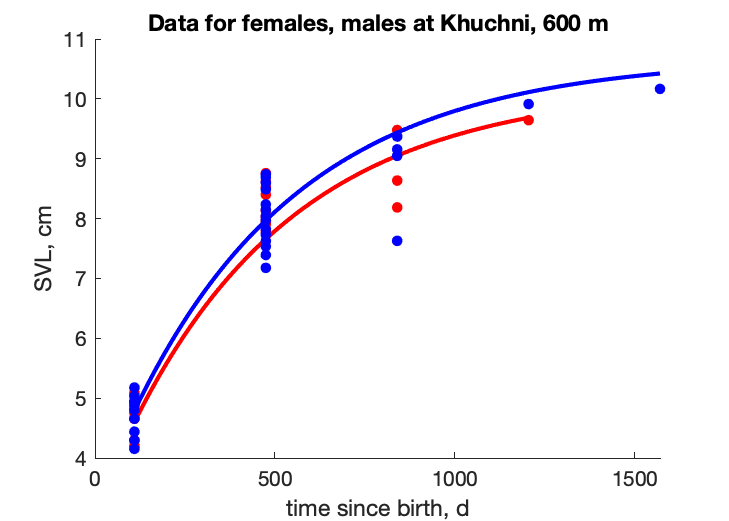 Data for females, males at Khuchni, 600 m
11
10
9
8
7
6
5
4
SVL, cm
0 500 1000 1500
time since birth, d